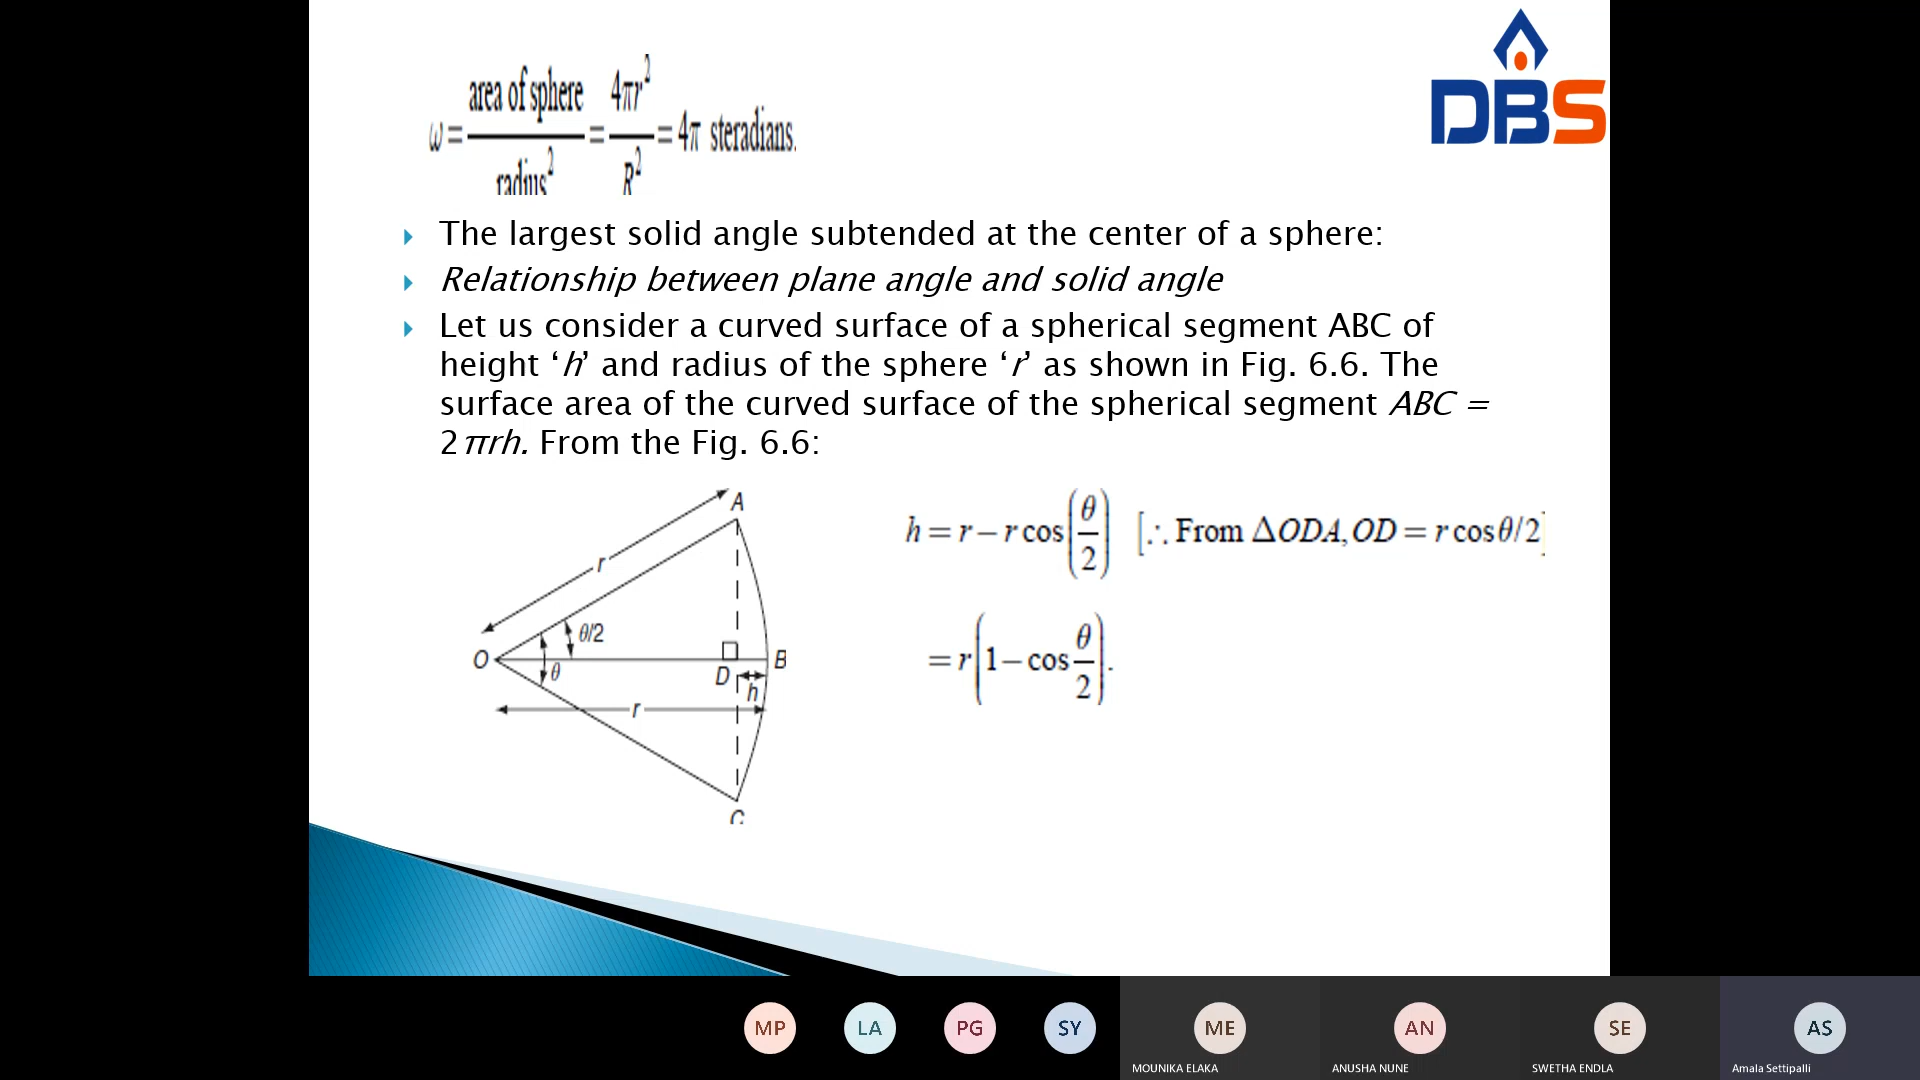 DBS
ω = area of sphere / radius² = 4πr² / R² = 4π steradians.
The largest solid angle subtended at the center of a sphere:
Relationship between plane angle and solid angle
Let us consider a curved surface of a spherical segment ABC of
height ‘h’ and radius of the sphere ‘r’ as shown in Fig. 6.6. The
surface area of the curved surface of the spherical segment ABC =
2πrh. From the Fig. 6.6:
A
r
θ/2
O
θ
D
B
h
r
C
h = r – r cos(θ/2) [∴ From ΔODA, OD = r cosθ/2]
= r(1 – cos θ/2).
MP
LA
PG
SY
ME
AN
SE
AS
MOUNIKA ELAKA
ANUSHA NUNE
SWETHA ENDLA
Amala Settipalli